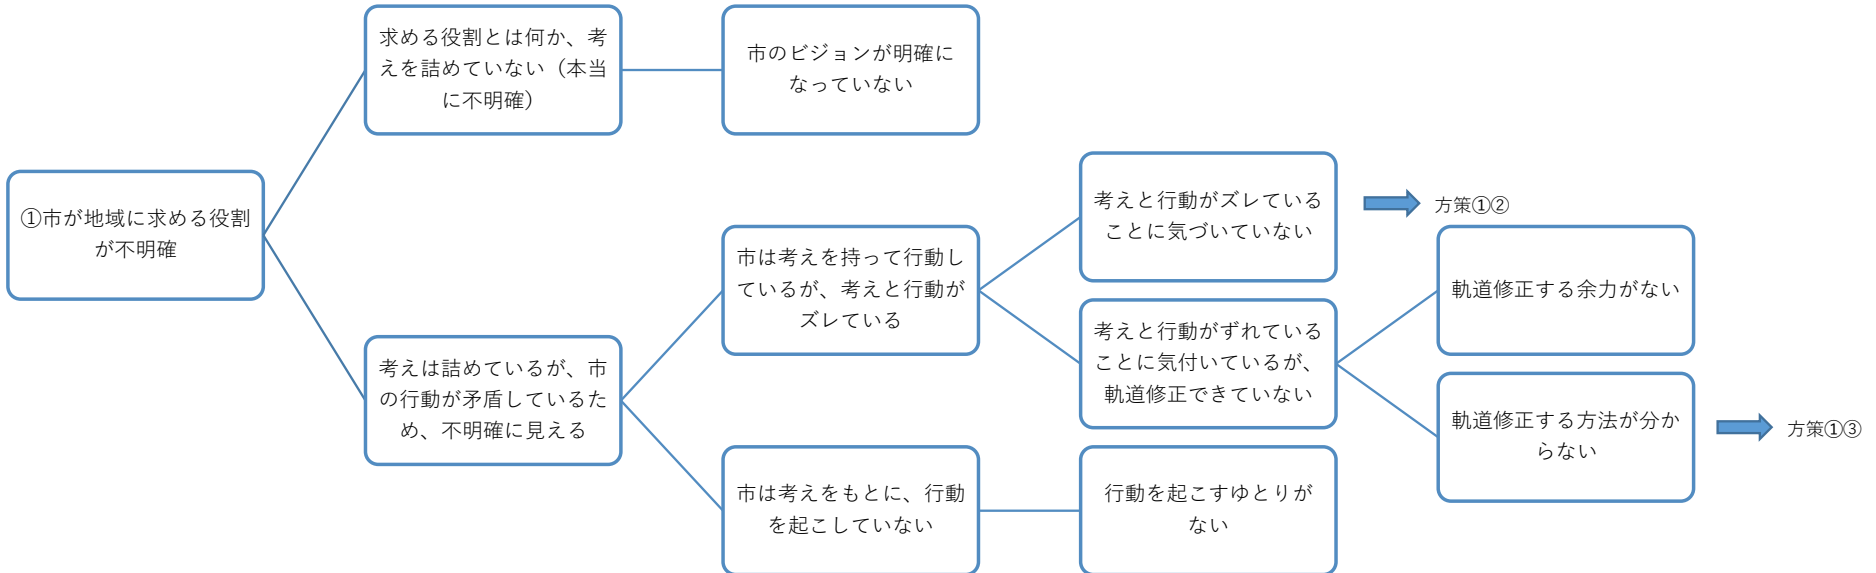 求める役割とは何か、考
えを詰めていない（本当
に不明確）
市のビジョンが明確に
なっていない
①市が地域に求める役割
が不明確
考えと行動がズレている
ことに気づいていない
方策①②
市は考えを持って行動し
ているが、考えと行動が
ズレている
軌道修正する余力がない
考えと行動がずれている
ことに気付いているが、
軌道修正できていない
考えは詰めているが、市
の行動が矛盾しているた
め、不明確に見える
軌道修正する方法が分か
らない
方策①③
市は考えをもとに、行動
を起こしていない
行動を起こすゆとりが
ない